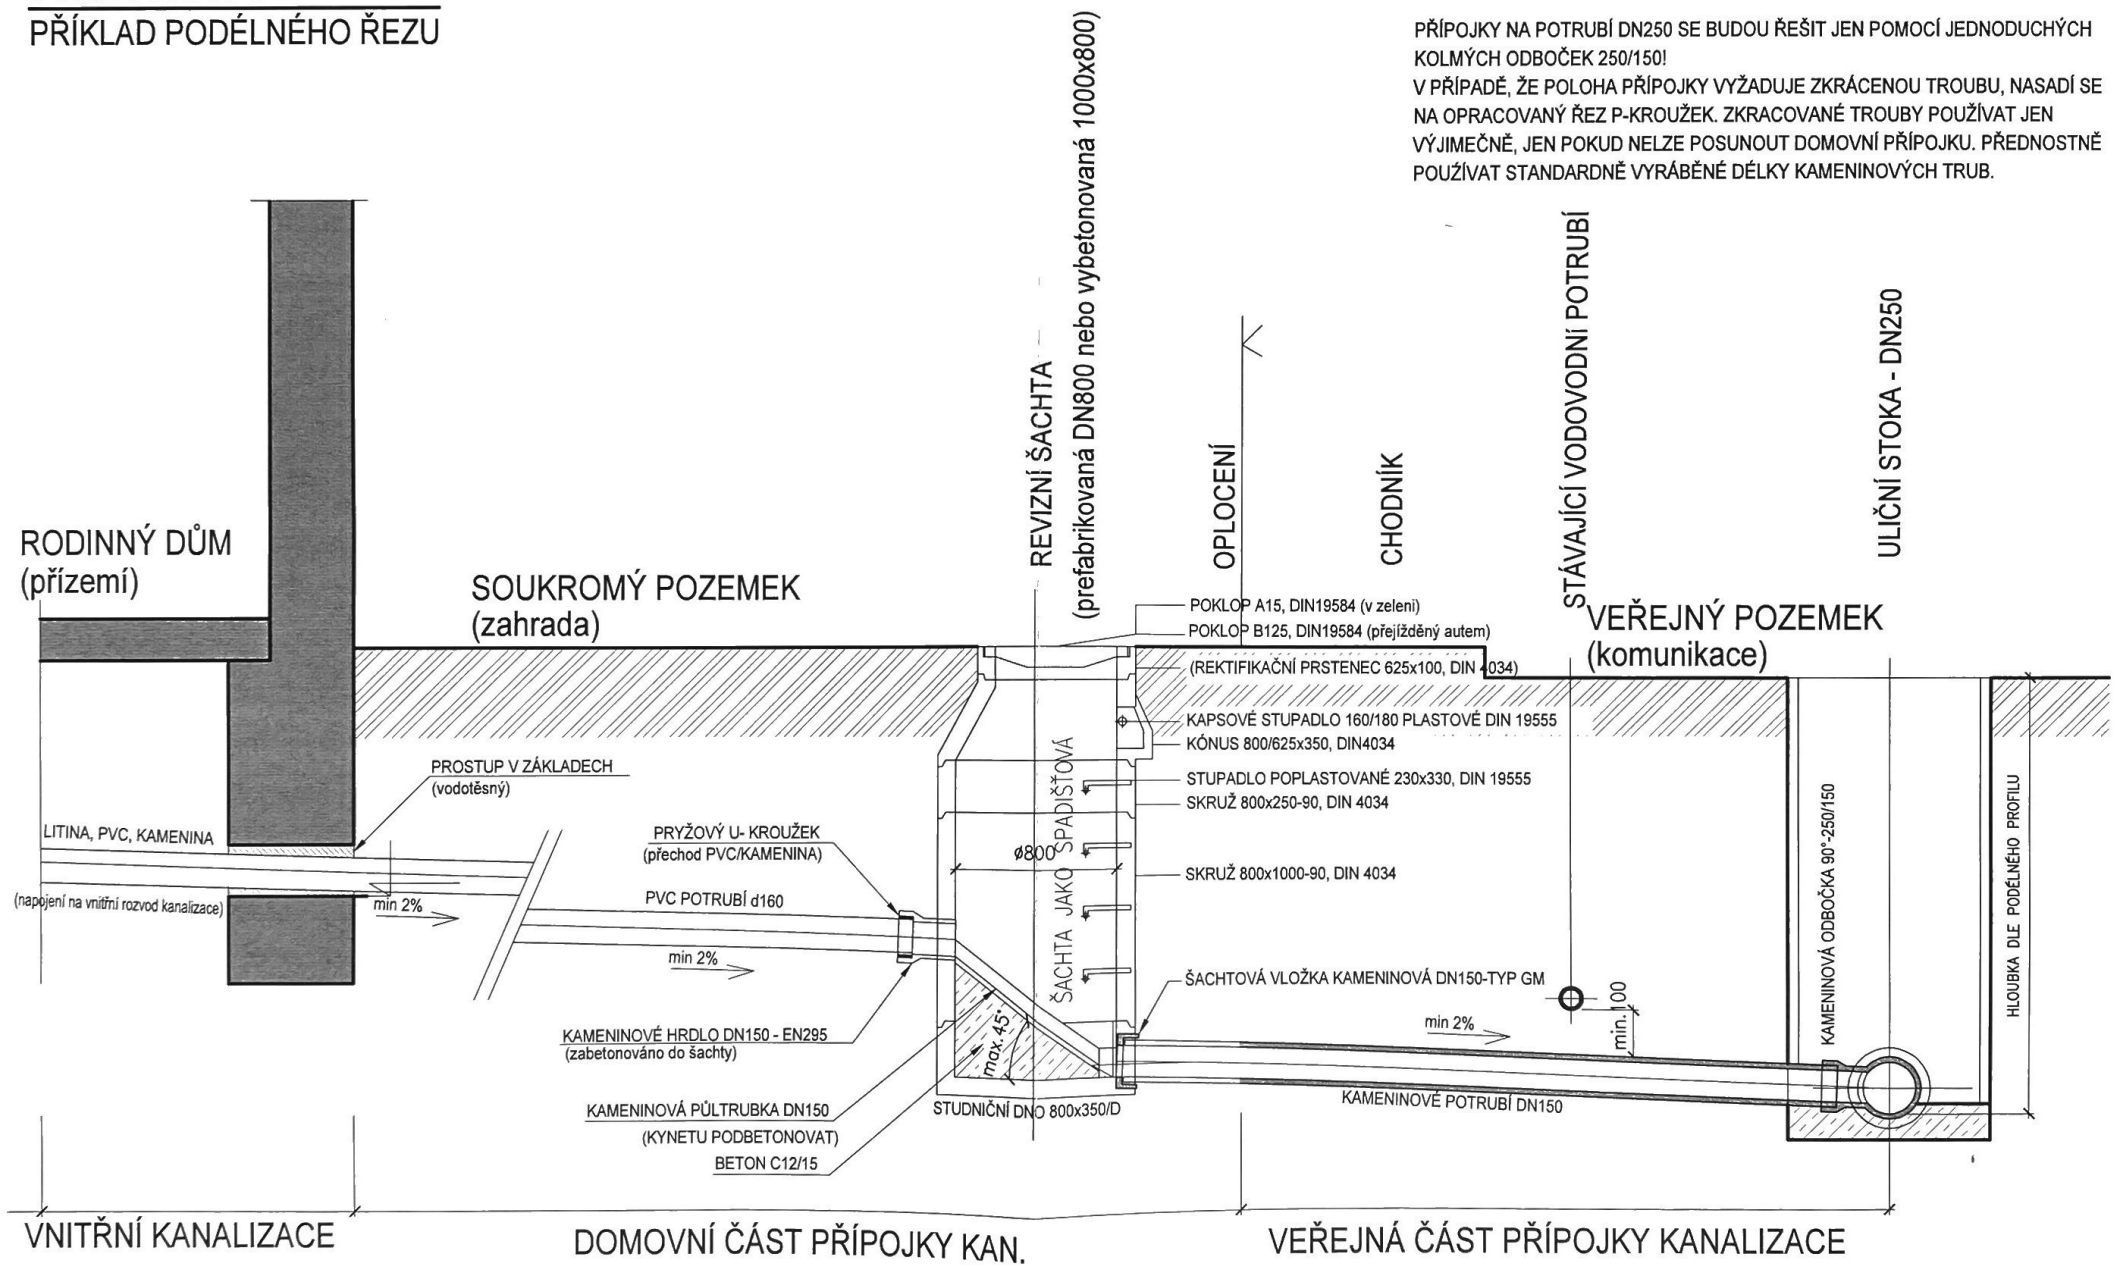 PŘÍKLAD PODÉLNÉHO ŘEZU
PŘÍPOJKY NA POTRUBÍ DN250 SE BUDOU ŘEŠIT JEN POMOCÍ JEDNODUCHÝCH
KOLMÝCH ODBOČEK 250/150!
V PŘÍPADĚ, ŽE POLOHA PŘÍPOJKY VYŽADUJE ZKRÁCENOU TROUBU, NASADÍ SE
NA OPRACOVANÝ ŘEZ P-KROUŽEK. ZKRACOVANÉ TROUBY POUŽÍVAT JEN
VÝJIMEČNĚ, JEN POKUD NELZE POSUNOUT DOMOVNÍ PŘÍPOJKU. PŘEDNOSTNĚ
POUŽÍVAT STANDARDNĚ VYRÁBĚNÉ DÉLKY KAMENINOVÝCH TRUB.
REVIZNÍ ŠACHTA
(prefabrikovaná DN800 nebo vybetonovaná 1000x800)
OPLOCENÍ
CHODNÍK
STÁVAJÍCÍ VODOVODNÍ POTRUBÍ
ULIČNÍ STOKA - DN250
RODINNÝ DŮM
(přízemí)
SOUKROMÝ POZEMEK
(zahrada)
VEŘEJNÝ POZEMEK
(komunikace)
POKLOP A15, DIN19584 (v zeleni)
POKLOP B125, DIN19584 (přejížděný autem)
(REKTIFIKAČNÍ PRSTENEC 625x100, DIN 4034)
KAPSOVÉ STUPADLO 160/180 PLASTOVÉ DIN 19555
KÓNUS 800/625x350, DIN4034
STUPADLO POPLASTOVANÉ 230x330, DIN 19555
SKRUŽ 800x250-90, DIN 4034
SKRUŽ 800x1000-90, DIN 4034
ŠACHTOVÁ VLOŽKA KAMENINOVÁ DN150-TYP GM
PROSTUP V ZÁKLADECH
(vodotěsný)
LITINA, PVC, KAMENINA
(napojení na vnitřní rozvod kanalizace)
min 2%
PRYŽOVÝ U- KROUŽEK
(přechod PVC/KAMENINA)
PVC POTRUBÍ d160
min 2%
ø800
ŠACHTA JAKO SPADIŠŤOVÁ
KAMENINOVÉ HRDLO DN150 - EN295
(zabetonováno do šachty)
max. 45°
KAMENINOVÁ PŮLTRUBKA DN150
(KYNETU PODBETONOVAT)
BETON C12/15
STUDNIČNÍ DNO 800x350/D
min 2%
min.100
KAMENINOVÉ POTRUBÍ DN150
KAMENINOVÁ ODBOČKA 90°-250/150
HLOUBKA DLE PODÉLNÉHO PROFILU
VNITŘNÍ KANALIZACE
DOMOVNÍ ČÁST PŘÍPOJKY KAN.
VEŘEJNÁ ČÁST PŘÍPOJKY KANALIZACE